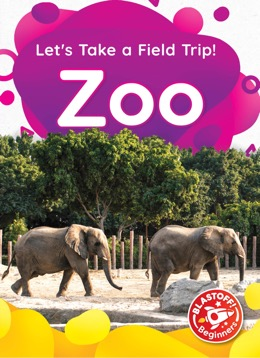 Let's Take a Field Trip!
Zoo
BLASTOFF!
Beginners